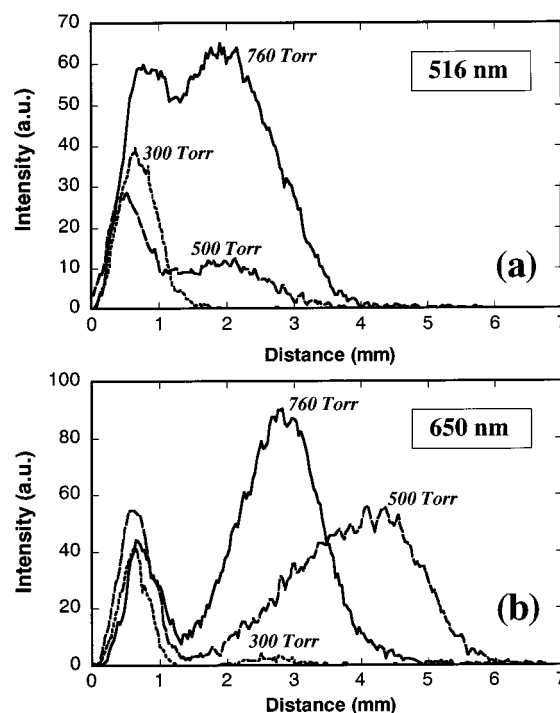 70
60
50
40
30
20
10
0
Intensity (a.u.)
760 Torr
300 Torr
500 Torr
516 nm
(a)
0 1 2 3 4 5 6 7
Distance (mm)
100
80
60
40
20
0
Intensity (a.u.)
760 Torr
500 Torr
300 Torr
650 nm
(b)
0 1 2 3 4 5 6 7
Distance (mm)